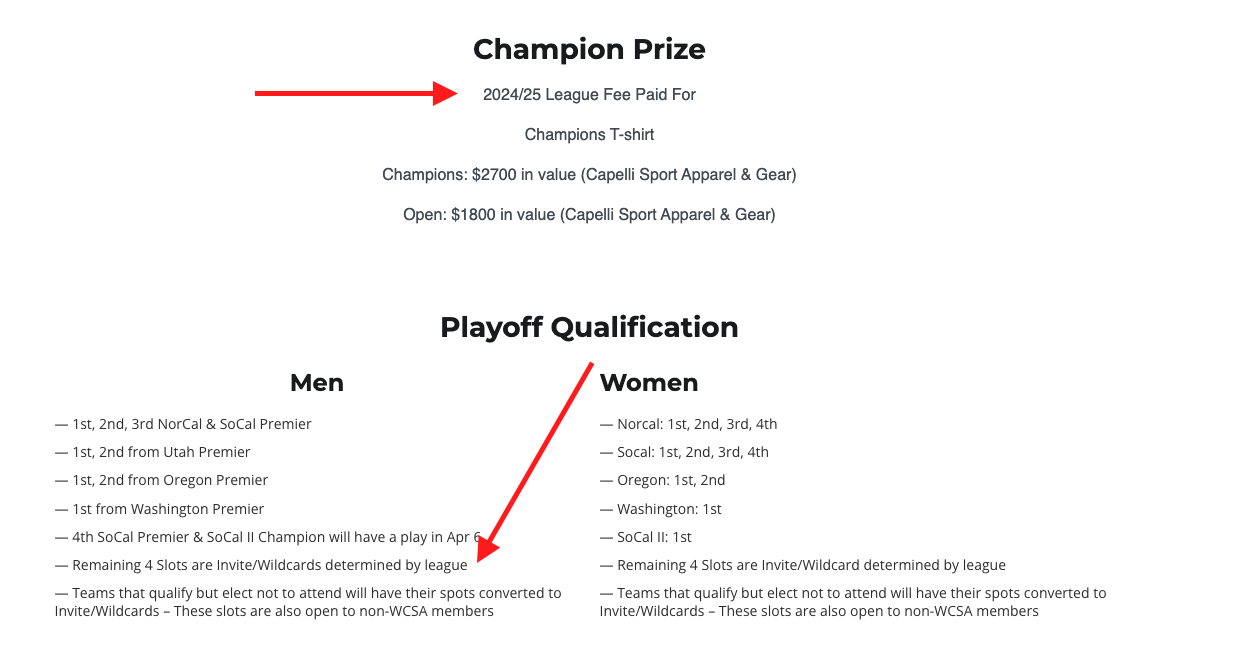 Champion Prize
2024/25 League Fee Paid For
Champions T-shirt
Champions: $2700 in value (Capelli Sport Apparel & Gear)
Open: $1800 in value (Capelli Sport Apparel & Gear)
Playoff Qualification
Men
— 1st, 2nd, 3rd NorCal & SoCal Premier
— 1st, 2nd from Utah Premier
— 1st, 2nd from Oregon Premier
— 1st from Washington Premier
— 4th SoCal Premier & SoCal II Champion will have a play in Apr 6
— Remaining 4 Slots are Invite/Wildcards determined by league
— Teams that qualify but elect not to attend will have their spots converted to
Invite/Wildcards – These slots are also open to non-WCSA members
Women
— Norcal: 1st, 2nd, 3rd, 4th
— Socal: 1st, 2nd, 3rd, 4th
— Oregon: 1st, 2nd
— Washington: 1st
— SoCal II: 1st
— Remaining 4 Slots are Invite/Wildcard determined by league
— Teams that qualify but elect not to attend will have their spots converted to
Invite/Wildcards – These slots are also open to non-WCSA members